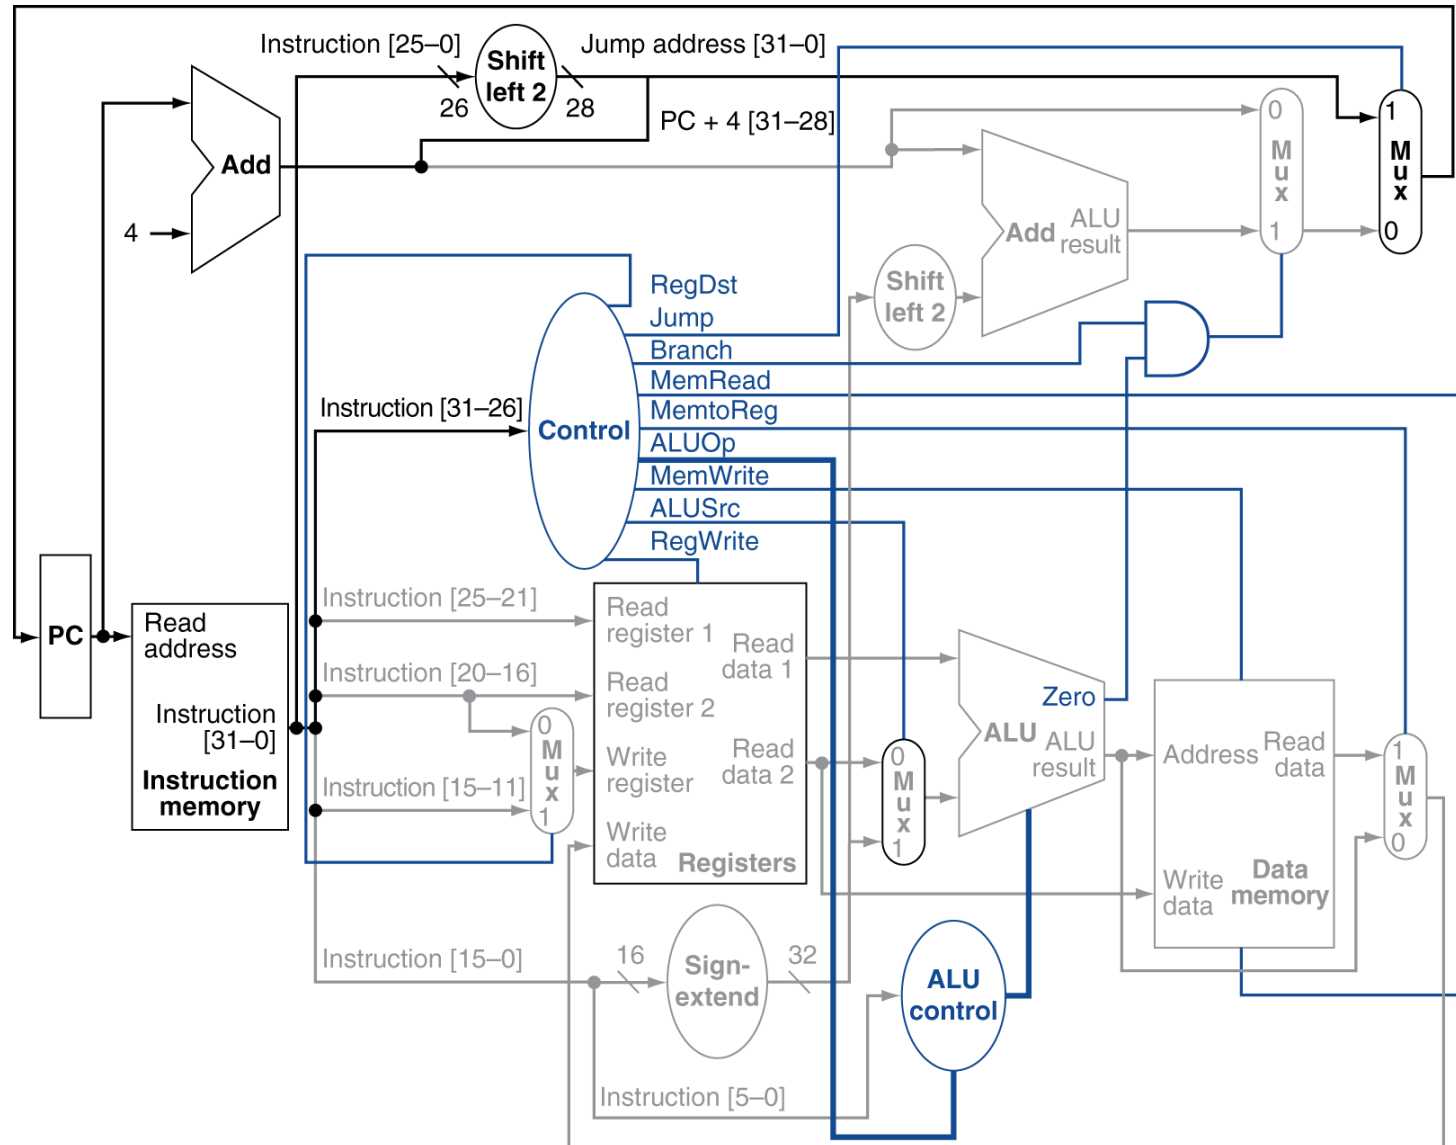 Instruction [25–0]
Shift
left 2
Jump address [31–0]
26
28
PC + 4 [31–28]
Add
4
0
M
u
x
1
1
M
u
x
0
Add
ALU
result
Shift
left 2
RegDst
Jump
Branch
MemRead
MemtoReg
ALUOp
MemWrite
ALUSrc
RegWrite
Instruction [31–26]
Control
PC
Read
address
Instruction
[31–0]
Instruction
memory
Instruction [25–21]
Instruction [20–16]
Instruction [15–11]
0
M
u
x
1
Read
register 1
Read
register 2
Write
register
Write
data
Read
data 1
Read
data 2
Registers
0
M
u
x
1
Zero
ALU
ALU
result
Address
Read
data
Write
data
Data
memory
1
M
u
x
0
Instruction [15–0]
16
Sign-
extend
32
ALU
control
Instruction [5–0]